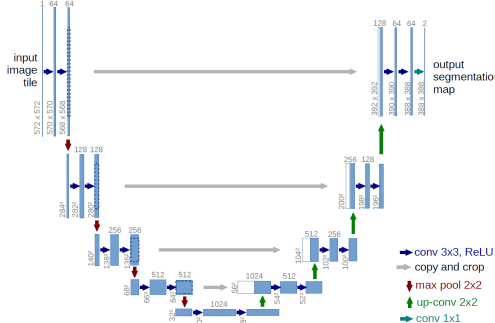 1 64 64
128 64 64 2
input
image
tile
output
segmentation
map
572 x 572
570 x 570
568 x 568
392 x 392
390 x 390
388 x 388
388 x 388
128 128
256 128
284²
282²
280²
200²
198²
196²
256 256
512 256
140²
138²
136²
104²
102²
100²
512 512
1024 512
68²
66²
64²
56²
54²
52²
1024
32²
conv 3x3, ReLU
copy and crop
max pool 2x2
up-conv 2x2
conv 1x1